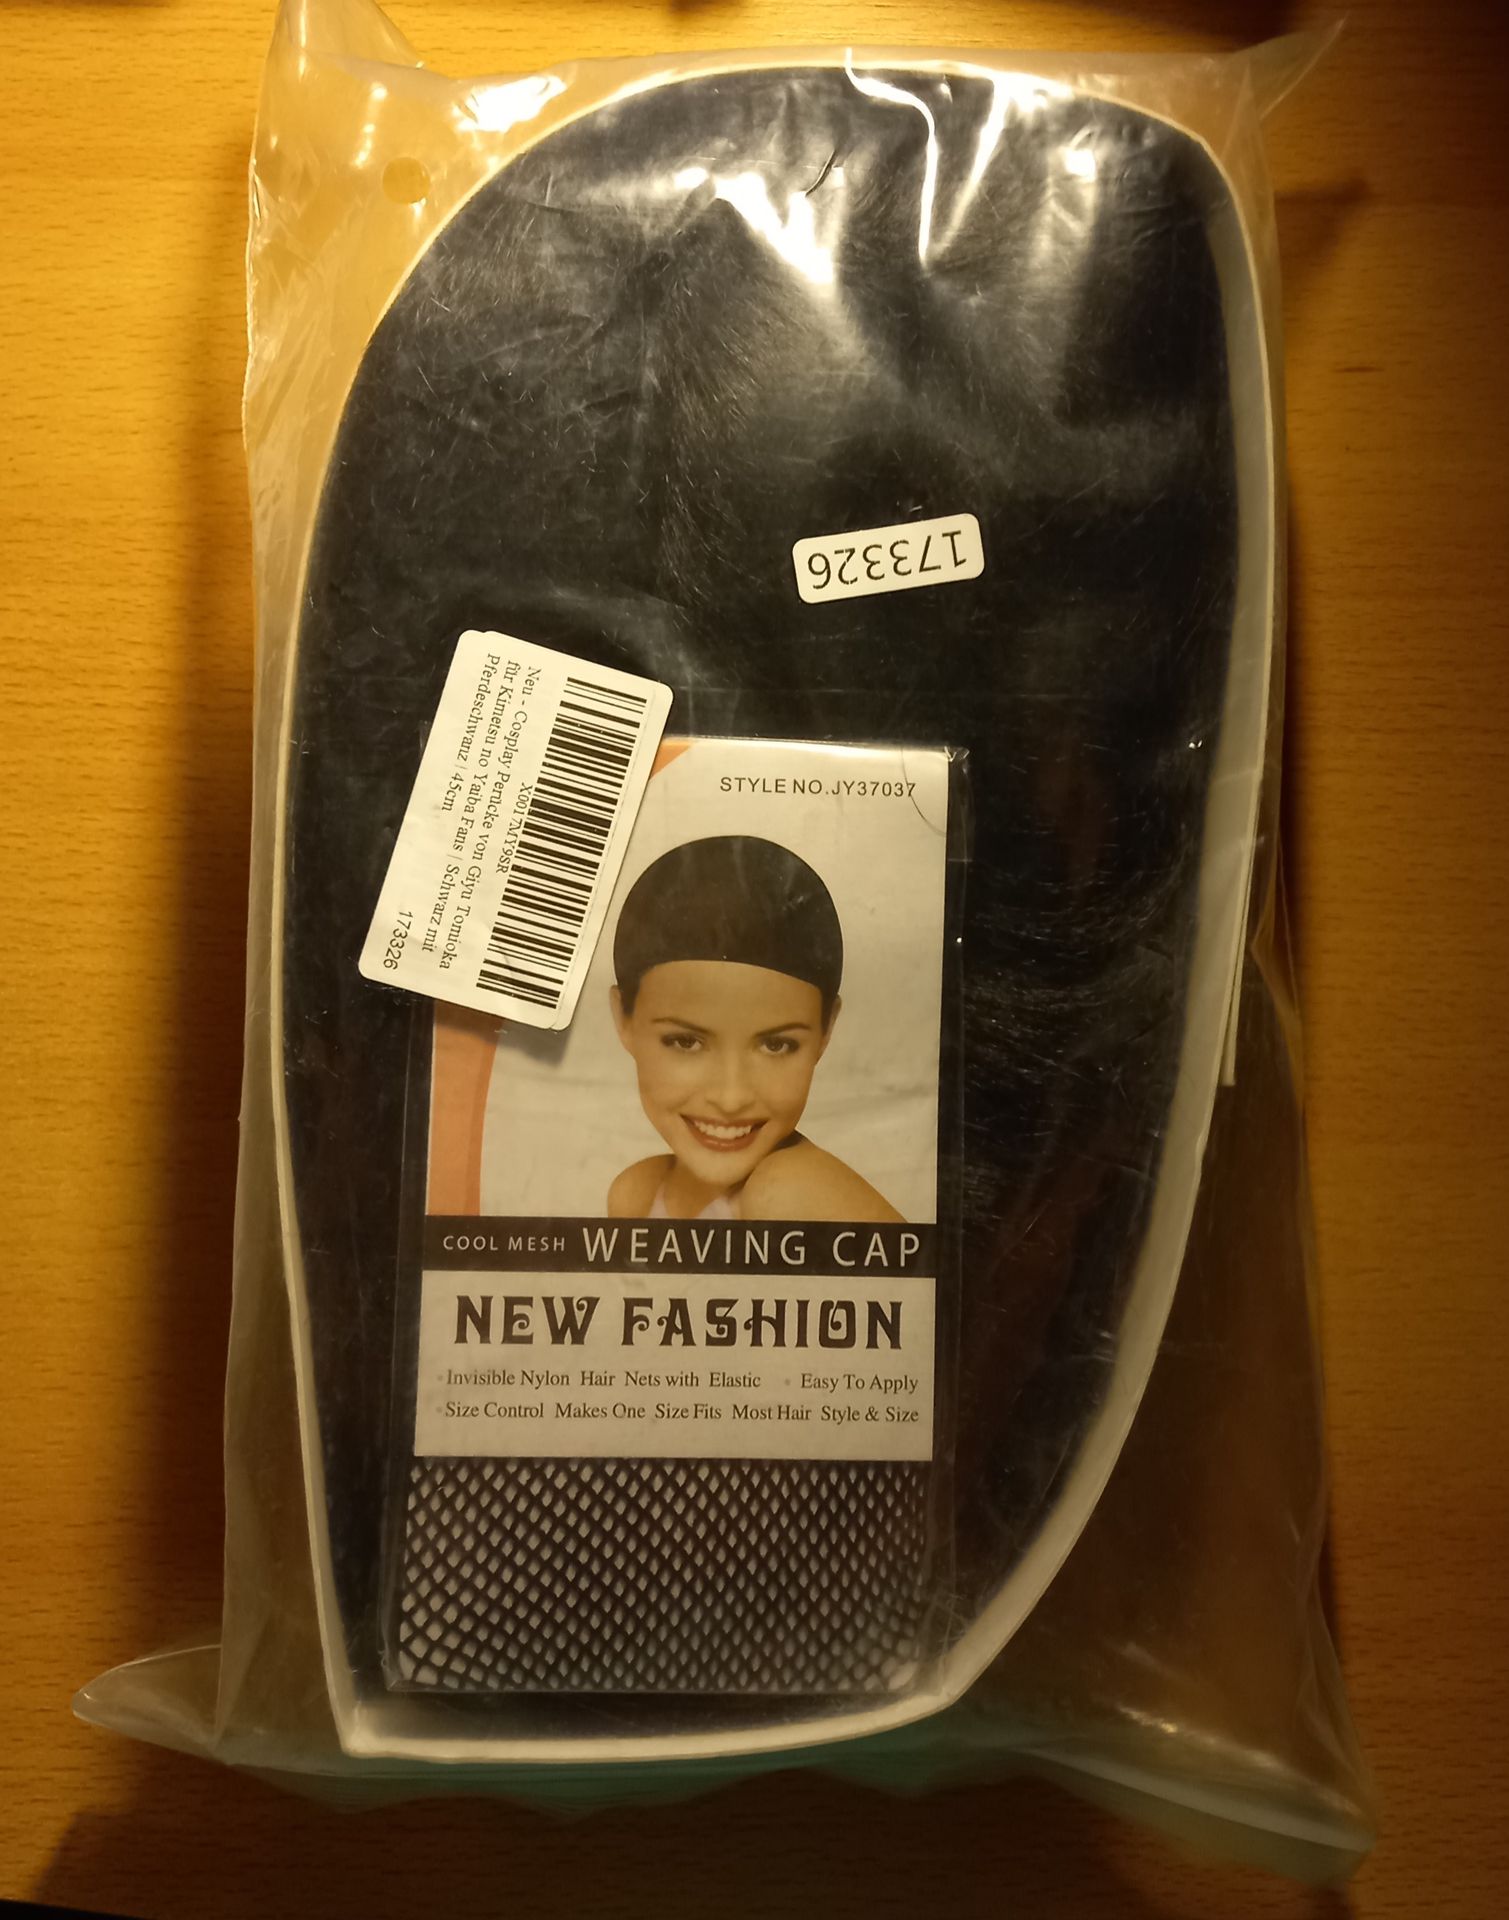 173326
X0017MY9SR
Neu - Cosplay Perücke von Giyu Tomioka
für Kimetsu no Yaiba Fans | Schwarz mit
Pferdeschwanz | 45cm
173326
STYLE NO.JY37037
COOL MESH WEAVING CAP
NEW FASHION
Invisible Nylon Hair Nets with Elastic • Easy To Apply
Size Control Makes One Size Fits Most Hair Style & Size